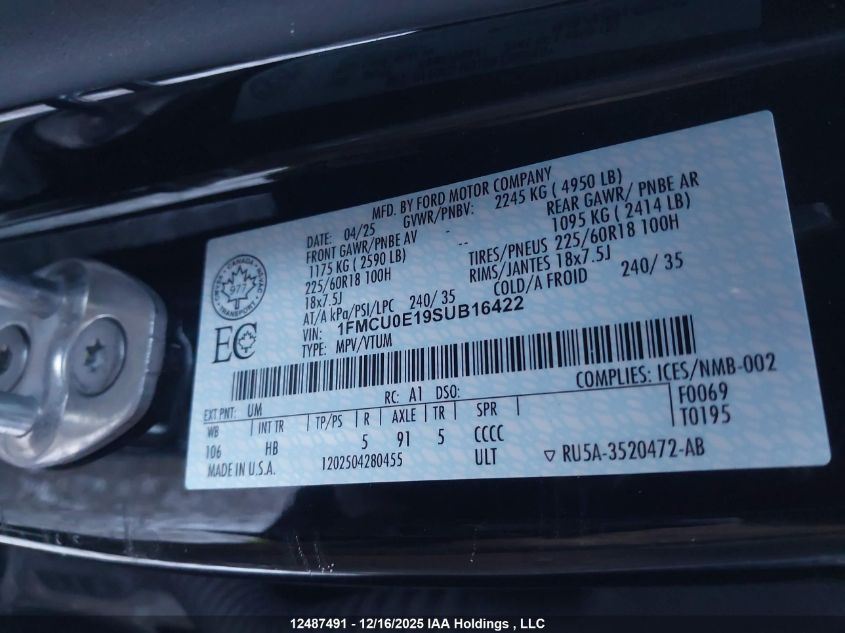 MFD. BY FORD MOTOR COMPANY
DATE: 04/25 GVWR/PNBV: 2245 KG ( 4950 LB)
FRONT GAWR/PNBE AV -- REAR GAWR/ PNBE AR
1175 KG ( 2590 LB) -- 1095 KG ( 2414 LB)
225/60R18 100H TIRES/PNEUS 225/60R18 100H
18x7.5J RIMS/JANTES 18x7.5J
AT/A kPa/PSI/LPC 240/ 35 COLD/A FROID 240/ 35
VIN: 1FMCU0E19SUB16422
TYPE: MPV/VTUM
CANADA
977
TRANSPORT
EC
COMPLIES: ICES/NMB-002
EXT PNT: UM RC: A1 DSO: F0069
WB INT TR TP/PS R AXLE TR SPR T0195
106 HB 5 91 5 CCCC
MADE IN U.S.A. 1202504280455 ULT ▽ RU5A-3520472-AB
12487491 - 12/16/2025 IAA Holdings , LLC